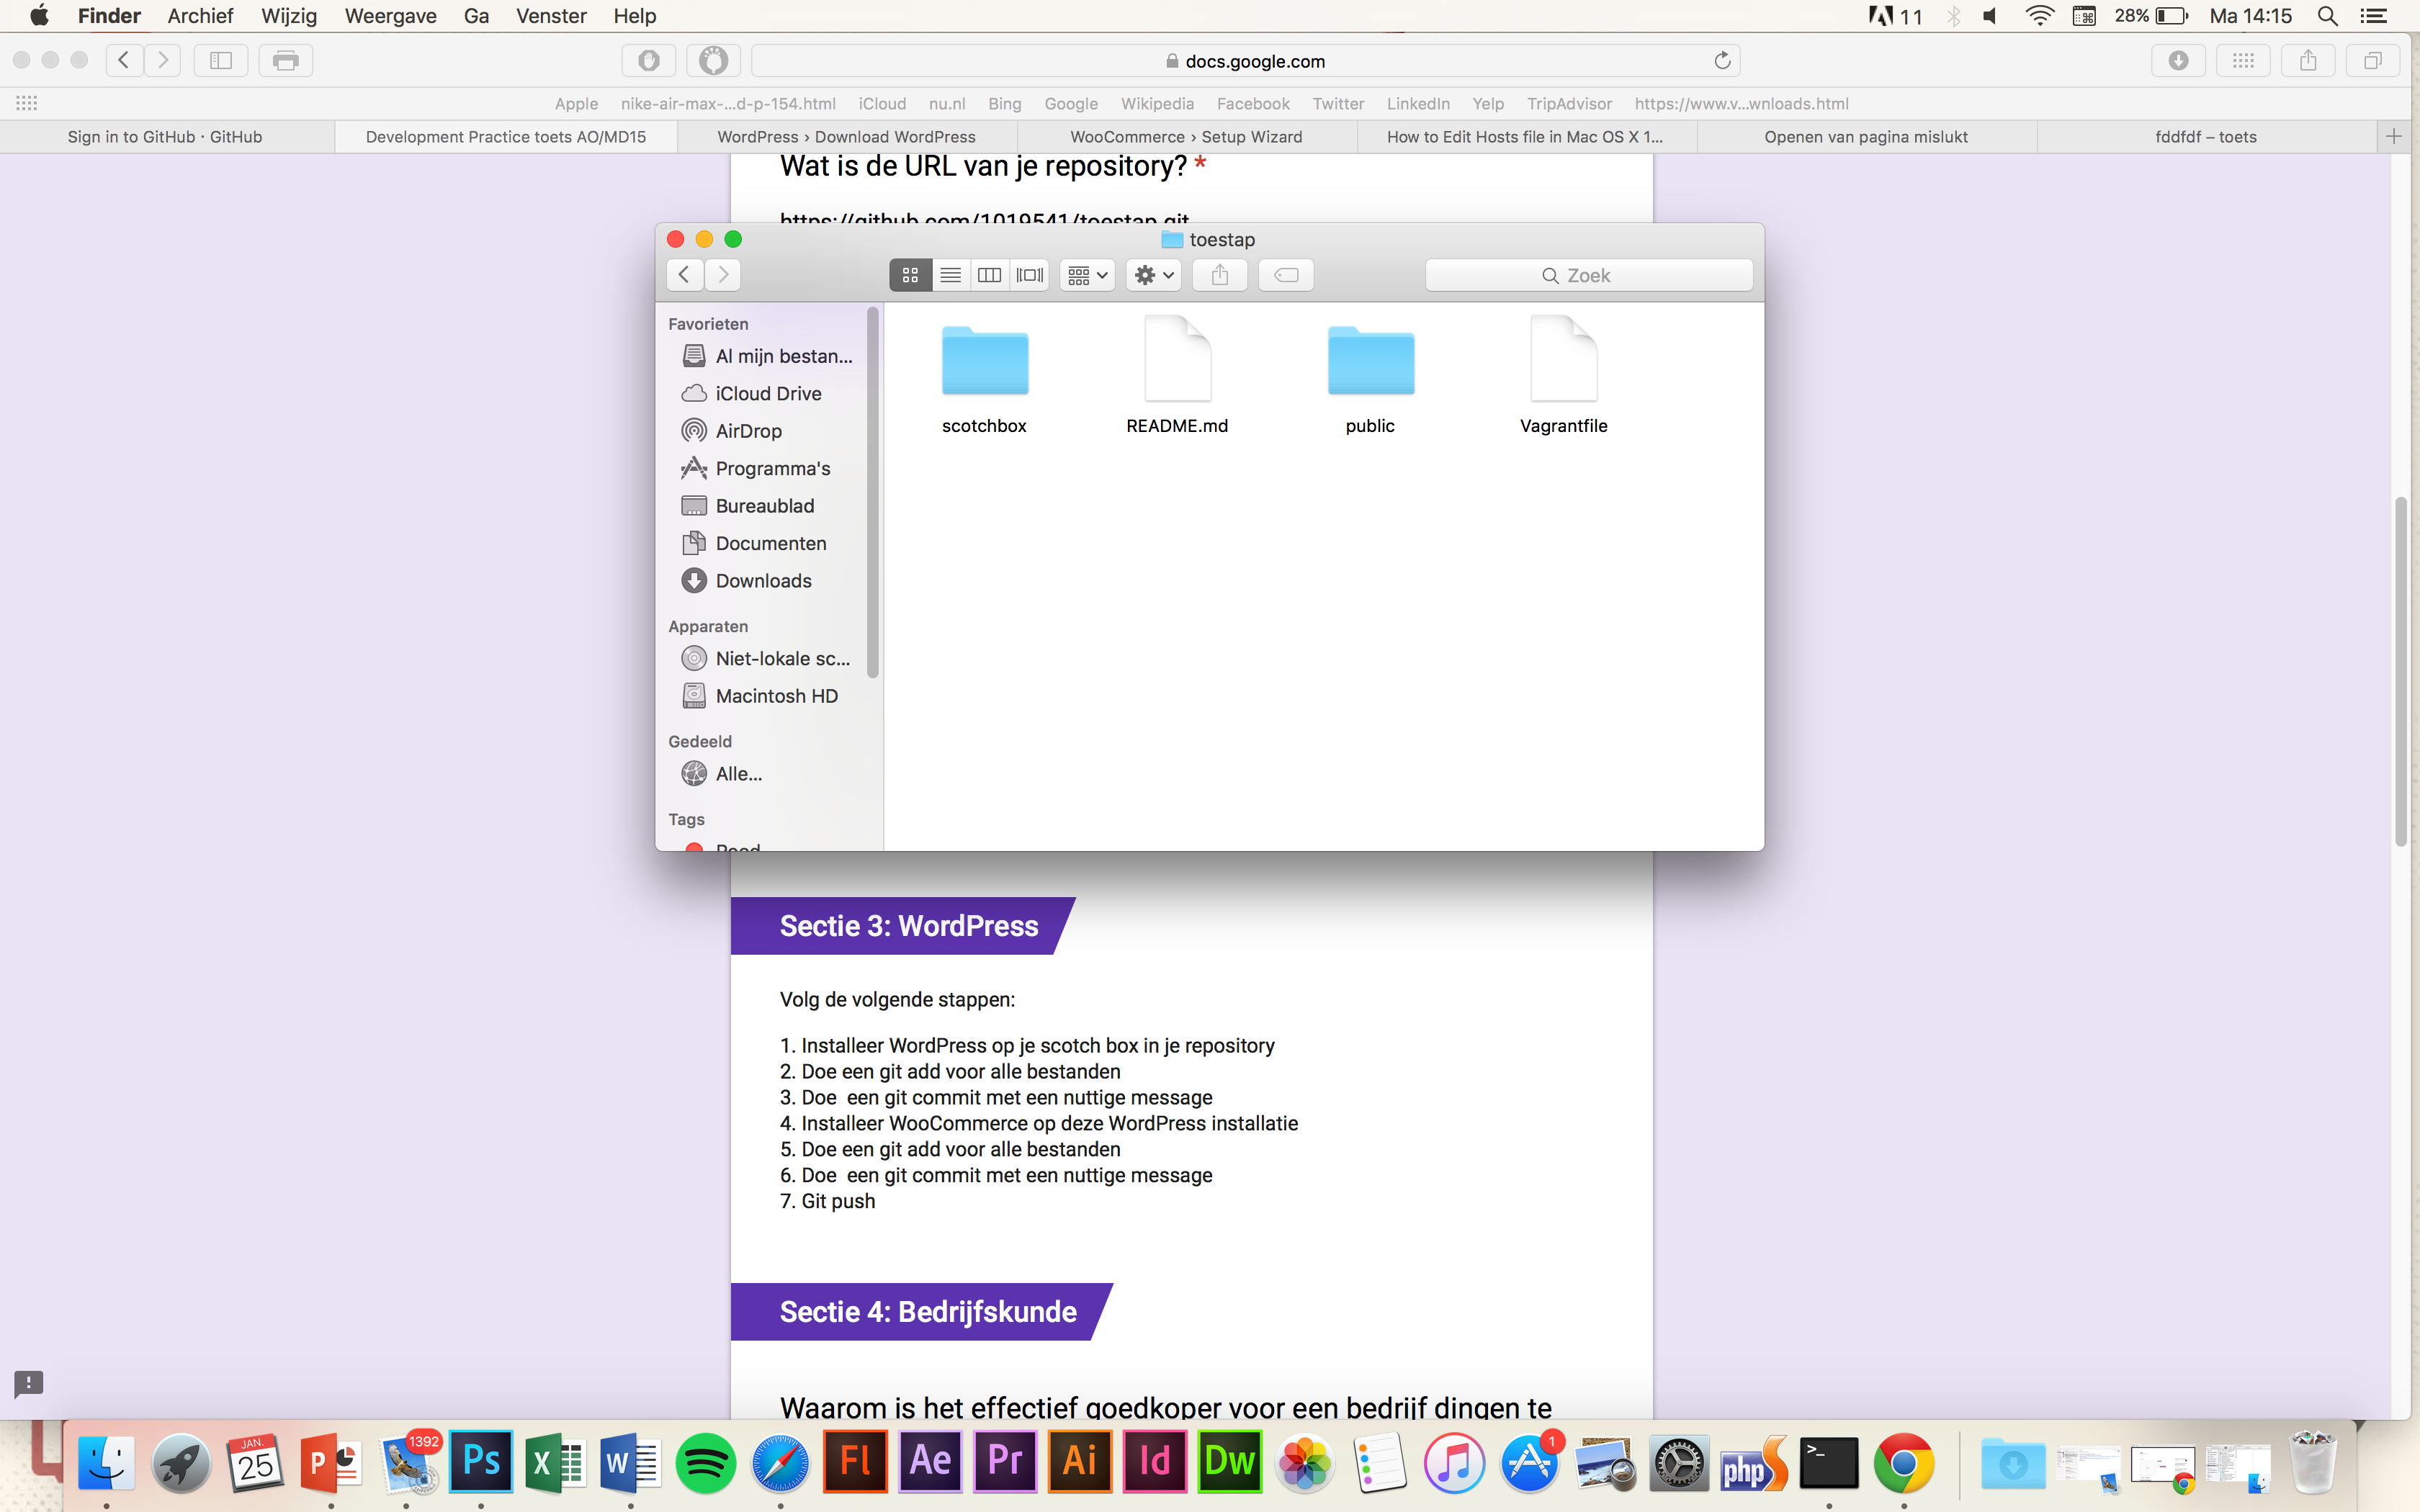 Finder Archief Wijzig Weergave Ga Venster Help 11 28% Ma 14:15
docs.google.com
Apple nike-air-max-...d-p-154.html iCloud nu.nl Bing Google Wikipedia Facebook Twitter LinkedIn Yelp TripAdvisor https://www.v...wnloads.html
Sign in to GitHub · GitHub Development Practice toets AO/MD15 WordPress › Download WordPress WooCommerce › Setup Wizard How to Edit Hosts file in Mac OS X 1... Openen van pagina mislukt fddfdf – toets
Wat is de URL van je repository? *
https://github.com/1019541/toestap.git
toestap
Zoek
Favorieten
Al mijn bestan...
iCloud Drive
AirDrop
Programma's
Bureaublad
Documenten
Downloads
Apparaten
Niet-lokale sc...
Macintosh HD
Gedeeld
Alle...
Tags
Rood
scotchbox README.md public Vagrantfile
Sectie 3: WordPress
Volg de volgende stappen:
1. Installeer WordPress op je scotch box in je repository
2. Doe een git add voor alle bestanden
3. Doe een git commit met een nuttige message
4. Installeer WooCommerce op deze WordPress installatie
5. Doe een git add voor alle bestanden
6. Doe een git commit met een nuttige message
7. Git push
Sectie 4: Bedrijfskunde
Waarom is het effectief goedkoper voor een bedrijf dingen te
JAN. 25 P 1392 Ps X W Fl Ae Pr Ai Id Dw 1 php >_